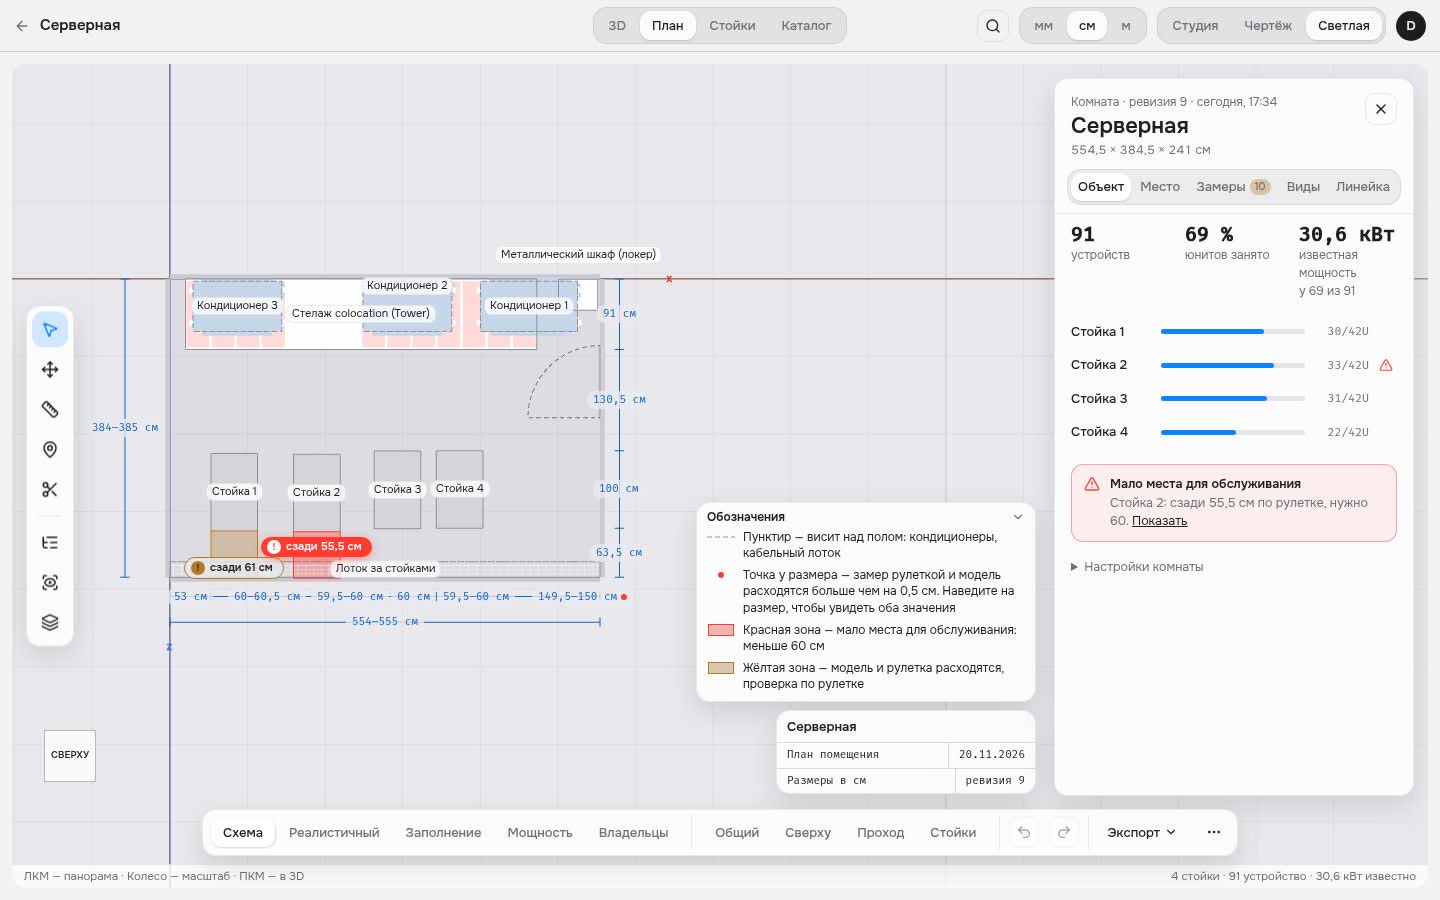 Серверная
3D План Стойки Каталог
мм см м
Студия Чертёж Светлая
D
Комната · ревизия 9 · сегодня, 17:34
Серверная
554,5 × 384,5 × 241 см
Объект Место Замеры 10 Виды Линейка
91
устройств
69 %
юнитов занято
30,6 кВт
известная
мощность
у 69 из 91
Стойка 1 30/42U
Стойка 2 33/42U
Стойка 3 31/42U
Стойка 4 22/42U
Мало места для обслуживания
Стойка 2: сзади 55,5 см по рулетке, нужно
60. Показать
Настройки комнаты
Металлический шкаф (локер)
x
Кондиционер 2
Кондиционер 3
Кондиционер 1
Стелаж colocation (Tower)
91 см
130,5 см
384–385 см
Стойка 1
Стойка 2
Стойка 3
Стойка 4
100 см
! сзади 55,5 см
63,5 см
! сзади 61 см
Лоток за стойками
53 см
60–60,5 см
59,5–60 см
60 см
59,5–60 см
149,5–150 см
554–555 см
z
Обозначения
Пунктир — висит над полом: кондиционеры,
кабельный лоток
Точка у размера — замер рулеткой и модель
расходятся больше чем на 0,5 см. Наведите на
размер, чтобы увидеть оба значения
Красная зона — мало места для обслуживания:
меньше 60 см
Жёлтая зона — модель и рулетка расходятся,
проверка по рулетке
Серверная
План помещения 20.11.2026
Размеры в см ревизия 9
СВЕРХУ
Схема Реалистичный Заполнение Мощность Владельцы Общий Сверху Проход Стойки Экспорт
ЛКМ — панорама · Колесо — масштаб · ПКМ — в 3D
4 стойки · 91 устройство · 30,6 кВт известно